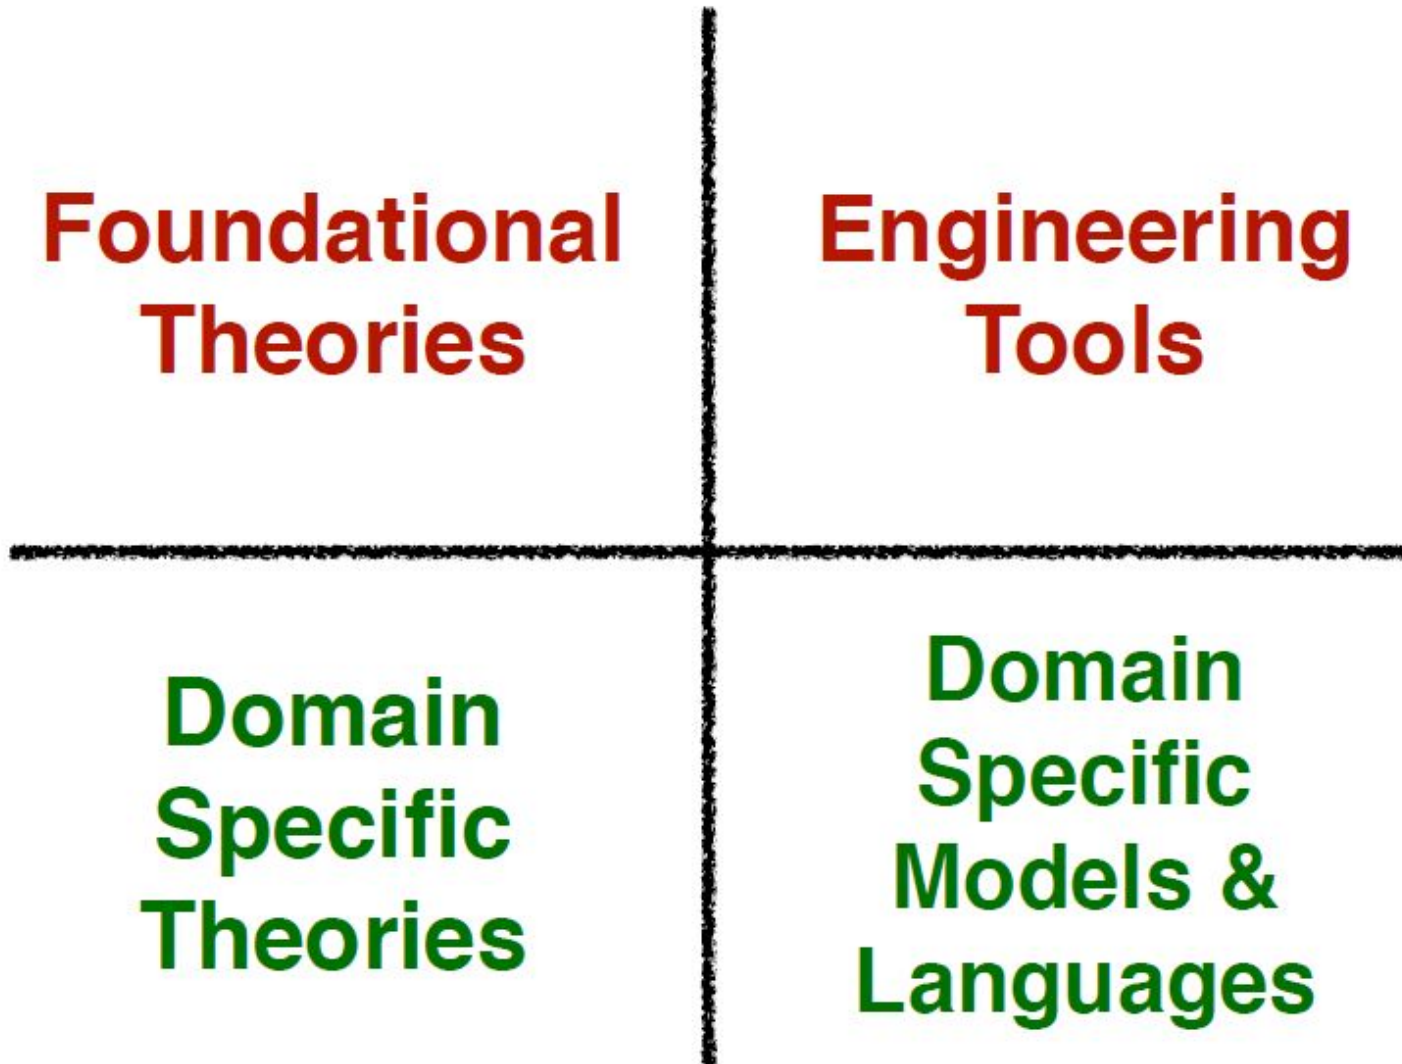 Foundational
Theories
Engineering
Tools
Domain
Specific
Theories
Domain
Specific
Models &
Languages